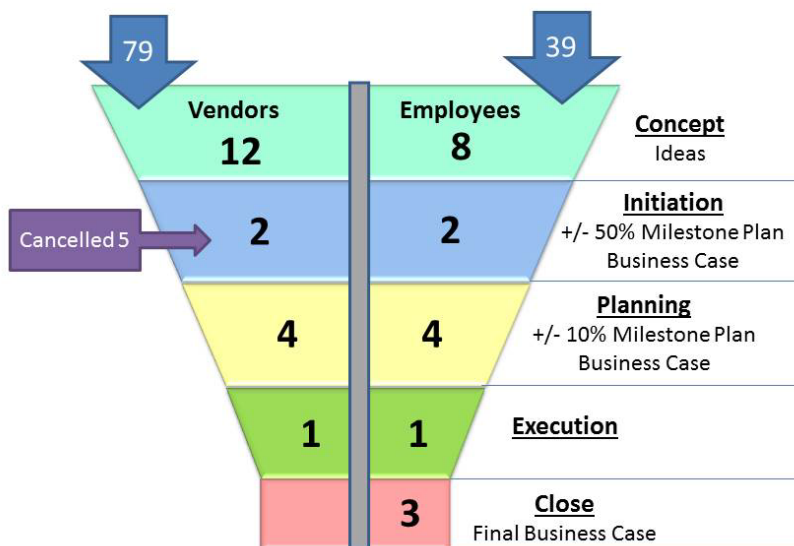 79
39
Vendors
Employees
12
8
Concept
Ideas
Cancelled 5
2
2
Initiation
+/- 50% Milestone Plan
Business Case
4
4
Planning
+/- 10% Milestone Plan
Business Case
1
1
Execution
3
Close
Final Business Case